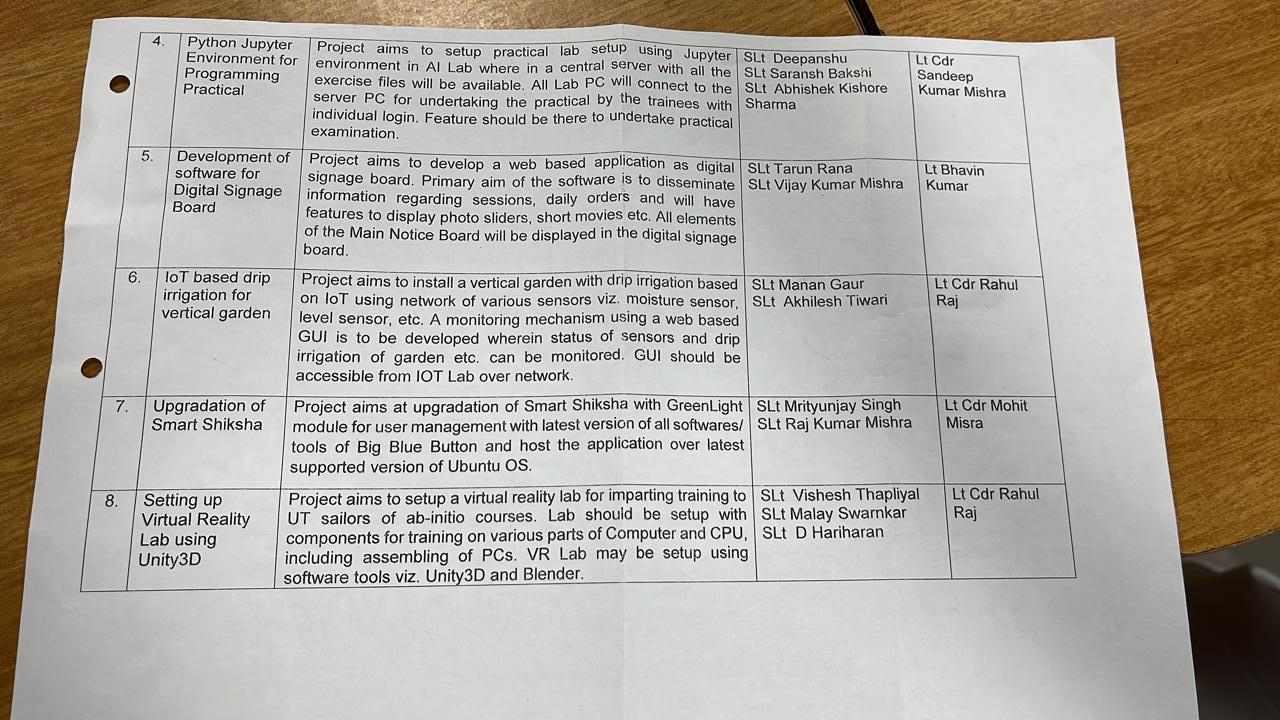 4.
Python Jupyter
Environment for
Programming
Practical
Project aims to setup practical lab setup using Jupyter
environment in AI Lab where in a central server with all the
exercise files will be available. All Lab PC will connect to the
server PC for undertaking the practical by the trainees with
individual login. Feature should be there to undertake practical
examination.
SLt Deepanshu
SLt Saransh Bakshi
SLt Abhishek Kishore
Sharma
Lt Cdr
Sandeep
Kumar Mishra
5.
Development of
software for
Digital Signage
Board
Project aims to develop a web based application as digital
signage board. Primary aim of the software is to disseminate
information regarding sessions, daily orders and will have
features to display photo sliders, short movies etc. All elements
of the Main Notice Board will be displayed in the digital signage
board.
SLt Tarun Rana
SLt Vijay Kumar Mishra
Lt Bhavin
Kumar
6.
IoT based drip
irrigation for
vertical garden
Project aims to install a vertical garden with drip irrigation based
on IoT using network of various sensors viz. moisture sensor,
level sensor, etc. A monitoring mechanism using a web based
GUI is to be developed wherein status of sensors and drip
irrigation of garden etc. can be monitored. GUI should be
accessible from IOT Lab over network.
SLt Manan Gaur
SLt Akhilesh Tiwari
Lt Cdr Rahul
Raj
7.
Upgradation of
Smart Shiksha
Project aims at upgradation of Smart Shiksha with GreenLight
module for user management with latest version of all softwares/
tools of Big Blue Button and host the application over latest
supported version of Ubuntu OS.
SLt Mrityunjay Singh
SLt Raj Kumar Mishra
Lt Cdr Mohit
Misra
8.
Setting up
Virtual Reality
Lab using
Unity3D
Project aims to setup a virtual reality lab for imparting training to
UT sailors of ab-initio courses. Lab should be setup with
components for training on various parts of Computer and CPU,
including assembling of PCs. VR Lab may be setup using
software tools viz. Unity3D and Blender.
SLt Vishesh Thapliyal
SLt Malay Swarnkar
SLt D Hariharan
Lt Cdr Rahul
Raj